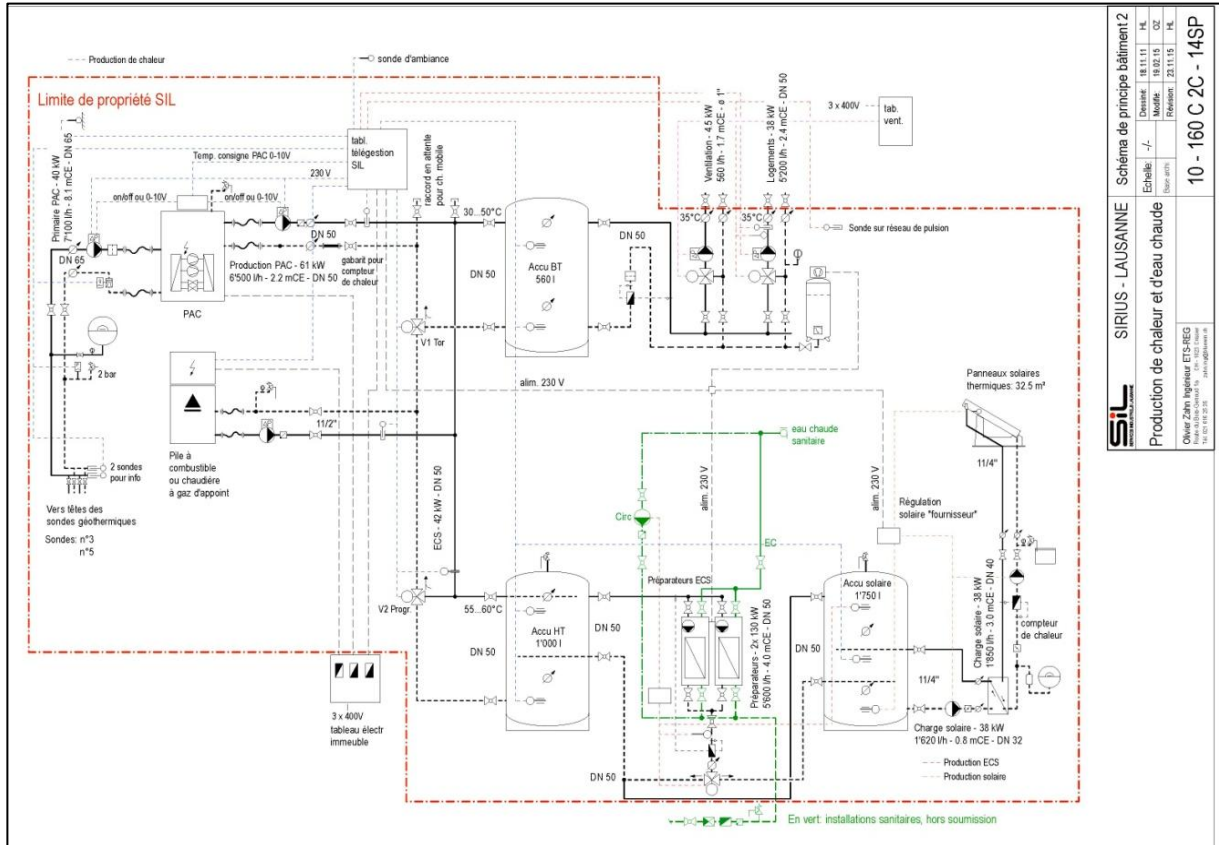 Production de chaleur
sonde d'ambiance
Limite de propriété SIL
Primaire PAC - 40 kW
7'100 l/h - 8.1 mCE - DN 65
Temp. consigne PAC 0-10V
230 V
tabl.
télégestion
SIL
raccord en attente
pour ch. mobile
Ventilation - 4.5 kW
560 l/h - 1.7 mCE - ø 1"
Logements - 38 kW
5'200 l/h - 2.4 mCE - DN 50
3 x 400V
tab.
vent.
on/off ou 0-10V
on/off ou 0-10V
30...50°C
35°C
35°C
Sonde sur réseau de pulsion
DN 65
DN 50
DN 50
Production PAC - 61 kW
6'500 l/h - 2.2 mCE - DN 50
gabarit pour
compteur
de chaleur
DN 50
Accu BT
560 l
PAC
V1 Tor
2 bar
alim. 230 V
11/2"
Pile à
combustible
ou chaudière
à gaz d'appoint
2 sondes
pour info
Vers têtes des
sondes géothermiques
Sondes: n°3
n°5
ECS - 42 kW - DN 50
eau chaude
sanitaire
alim. 230 V
alim. 230 V
Circ
EC
Panneaux solaires
thermiques: 32.5 m²
11/4"
Régulation
solaire "fournisseur"
V2 Progr.
55...60°C
Accu HT
1'000 l
DN 50
DN 50
Préparateurs ECS
Préparateurs - 2x 130 kW
5'600 l/h - 4.0 mCE - DN 50
Accu solaire
1'750 l
DN 50
Charge solaire - 38 kW
1'850 l/h - 3.0 mCE - DN 40
compteur
de chaleur
11/4"
Charge solaire - 38 kW
1'620 l/h - 0.8 mCE - DN 32
3 x 400V
tableau électr
immeuble
DN 50
Production ECS
Production solaire
En vert: installations sanitaires, hors soumission
SiL
SIRIUS - LAUSANNE
Production de chaleur et d'eau chaude
Olivier Zahn Ingénieur ETS-REG
Schéma de principe bâtiment 2
Echelle: -/-
Dessiné: 18.11.11 HL
Modifié: 19.02.15 OZ
Révision: 23.11.15 HL
10 - 160 C 2C - 14SP